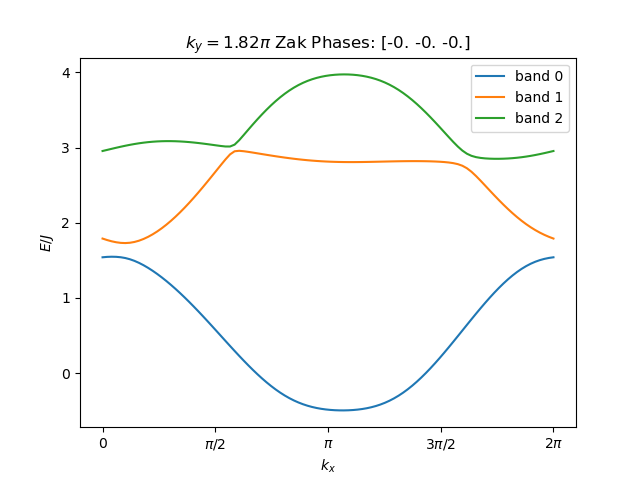 k_y = 1.82π Zak Phases: [-0. -0. -0.]
band 0
band 1
band 2
4
3
2
1
0
E/J
0
π/2
π
3π/2
2π
k_x